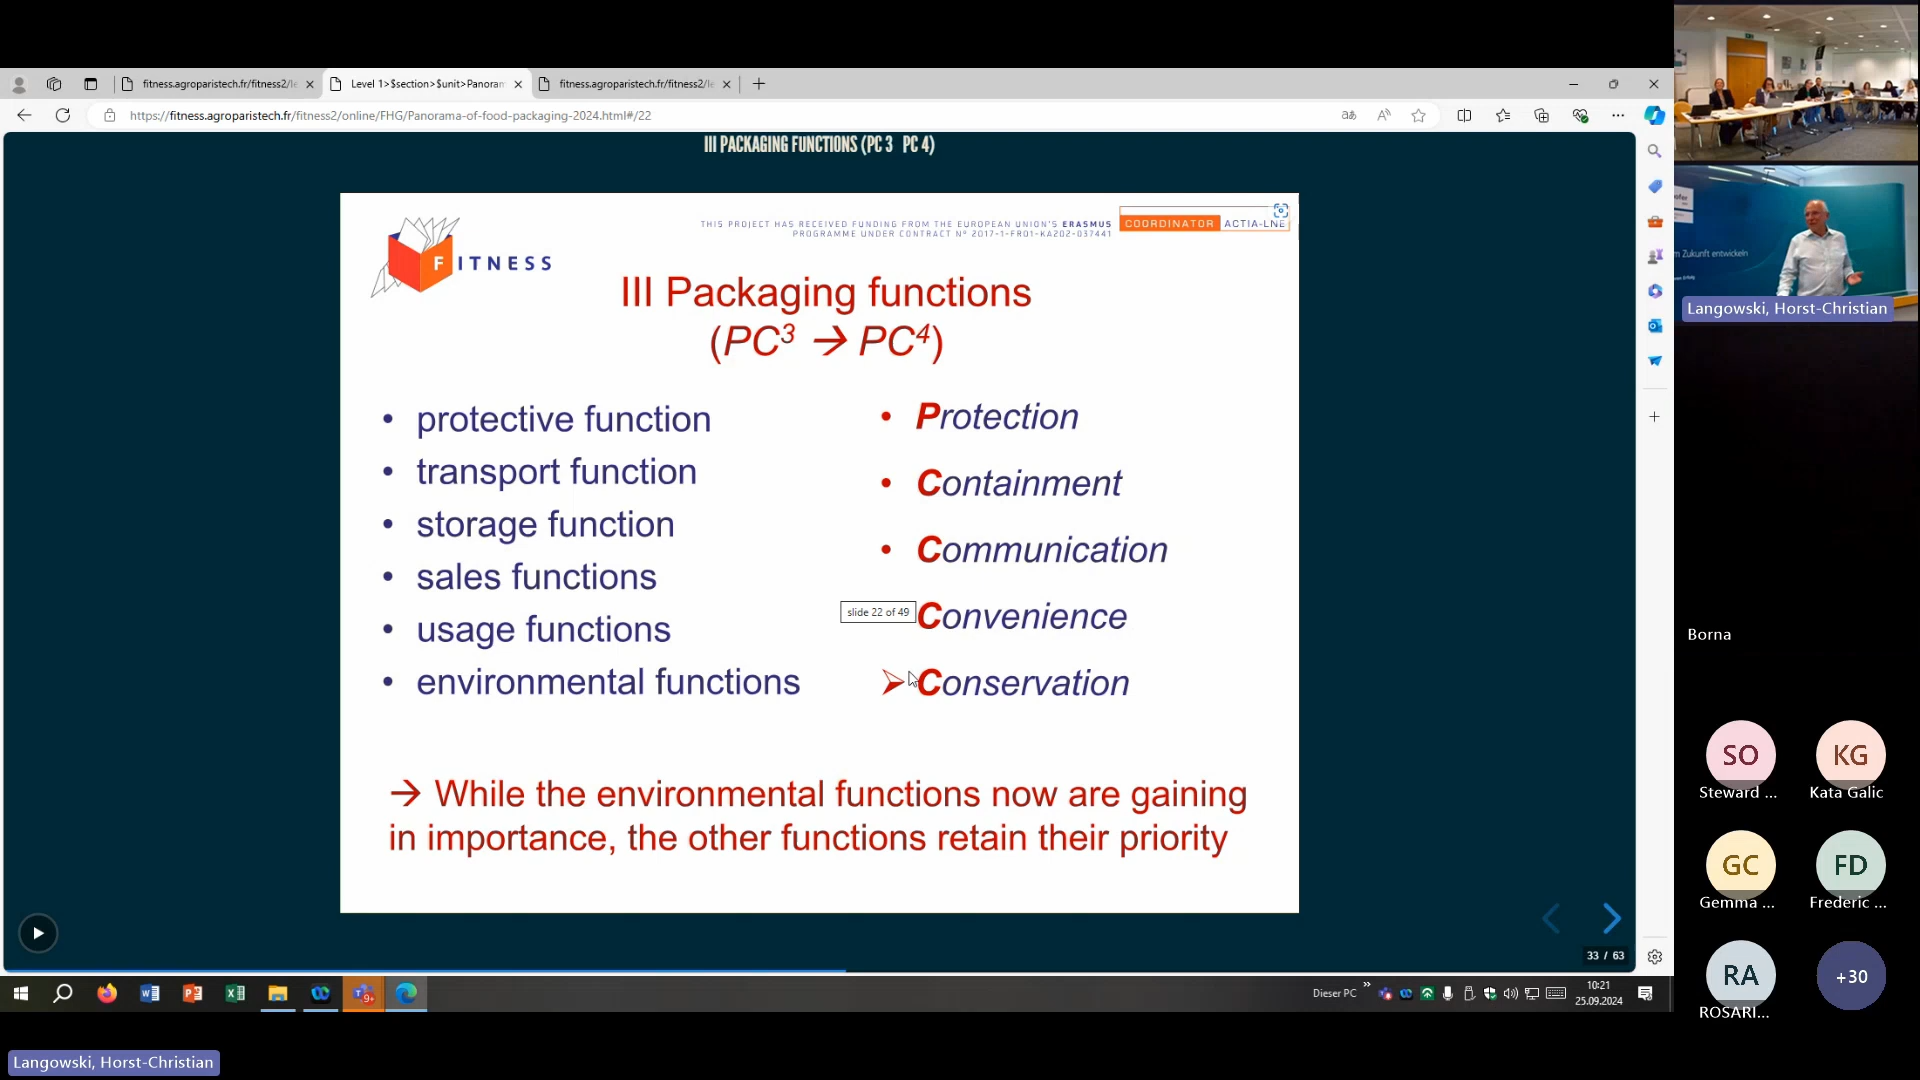 fitness.agroparistech.fr/fitness2/le
Level 1>$section>$unit>Panoram
fitness.agroparistech.fr/fitness2/le
https://fitness.agroparistech.fr/fitness2/online/FHG/Panorama-of-food-packaging-2024.html#/22
III PACKAGING FUNCTIONS (PC 3 PC 4)
THIS PROJECT HAS RECEIVED FUNDING FROM THE EUROPEAN UNION'S ERASMUS
PROGRAMME UNDER CONTRACT N° 2017-1-FR01-KA202-037441
COORDINATOR ACTIA-LNE
FITNESS
III Packaging functions
(PC³ → PC⁴)
• protective function
• transport function
• storage function
• sales functions
• usage functions
• environmental functions
• Protection
• Containment
• Communication
slide 22 of 49
Convenience
➢ Conservation
→ While the environmental functions now are gaining
in importance, the other functions retain their priority
33 / 63
Dieser PC
10:21
25.09.2024
9+
Zukunft entwickeln
Langowski, Horst-Christian
Borna
SO
Steward ...
KG
Kata Galic
GC
Gemma ...
FD
Frederic ...
RA
ROSARI...
+30
Langowski, Horst-Christian